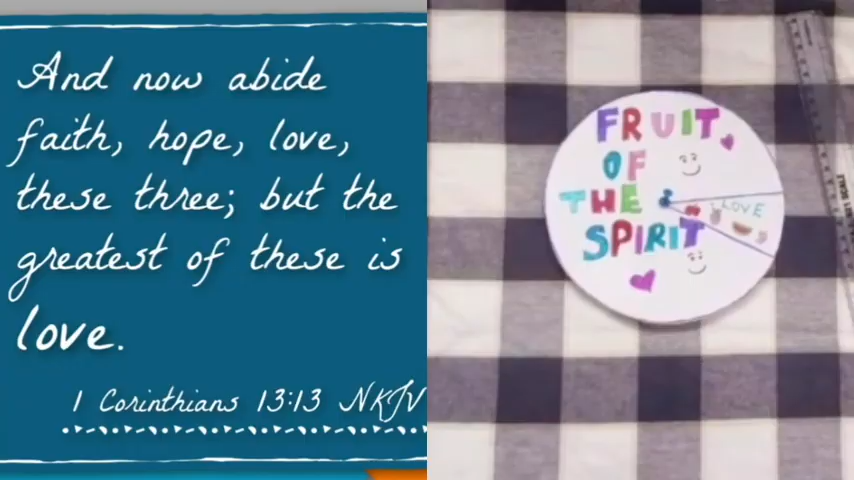 And now abide
faith, hope, love,
these three; but the
greatest of these is
love.
1 Corinthians 13:13 NKJV
FRUIT
OF
THE
SPIRIT
LOVE